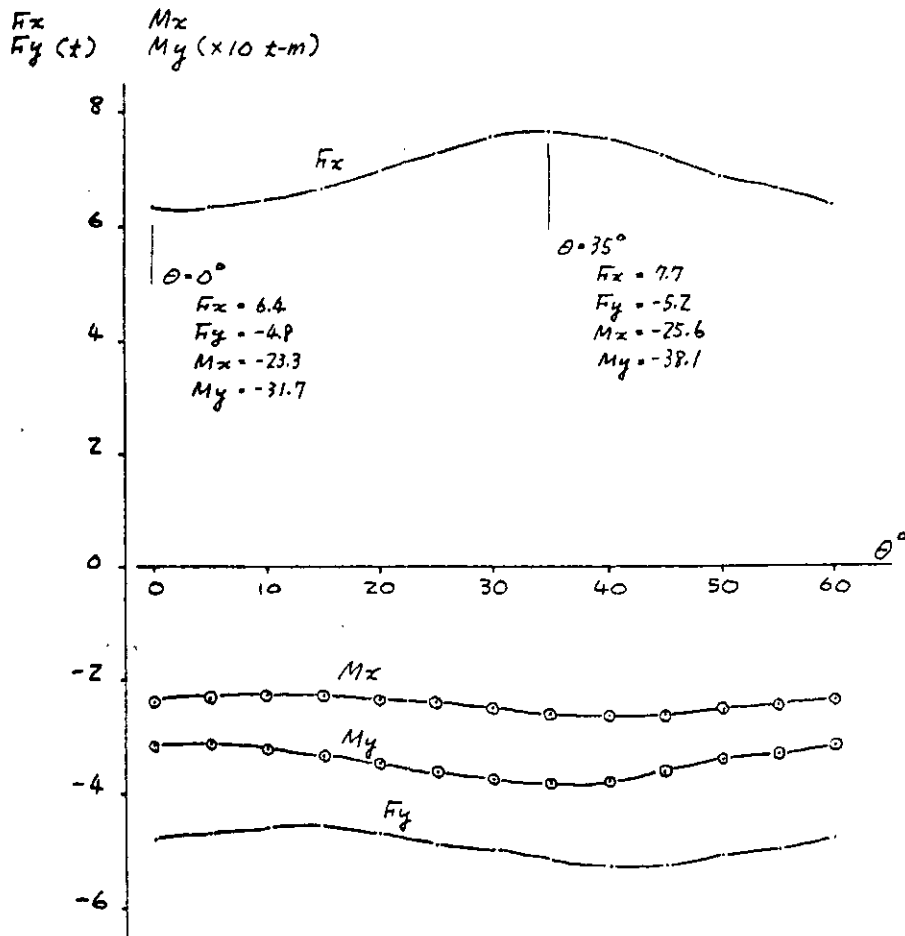 Fx Mx
Fy (t) My (×10 t-m)
8
Fx
6
θ=0°
Fx = 6.4
Fy = -4.8
Mx = -23.3
My = -31.7
θ=35°
Fx = 7.7
Fy = -5.2
Mx = -25.6
My = -38.1
4
2
0
θ°
0 10 20 30 40 50 60
-2
Mx
My
-4
Fy
-6